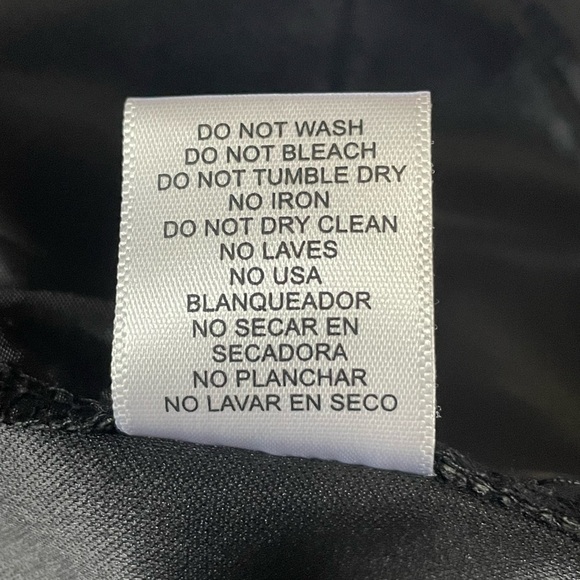 DO NOT WASH
DO NOT BLEACH
DO NOT TUMBLE DRY
NO IRON
DO NOT DRY CLEAN
NO LAVES
NO USA
BLANQUEADOR
NO SECAR EN
SECADORA
NO PLANCHAR
NO LAVAR EN SECO